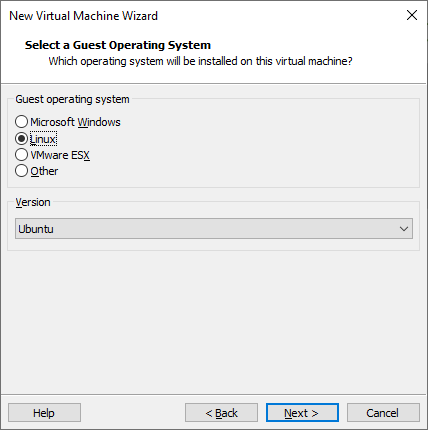 New Virtual Machine Wizard
Select a Guest Operating System
Which operating system will be installed on this virtual machine?
Guest operating system
Microsoft Windows
Linux
VMware ESX
Other
Version
Ubuntu
Help
< Back
Next >
Cancel